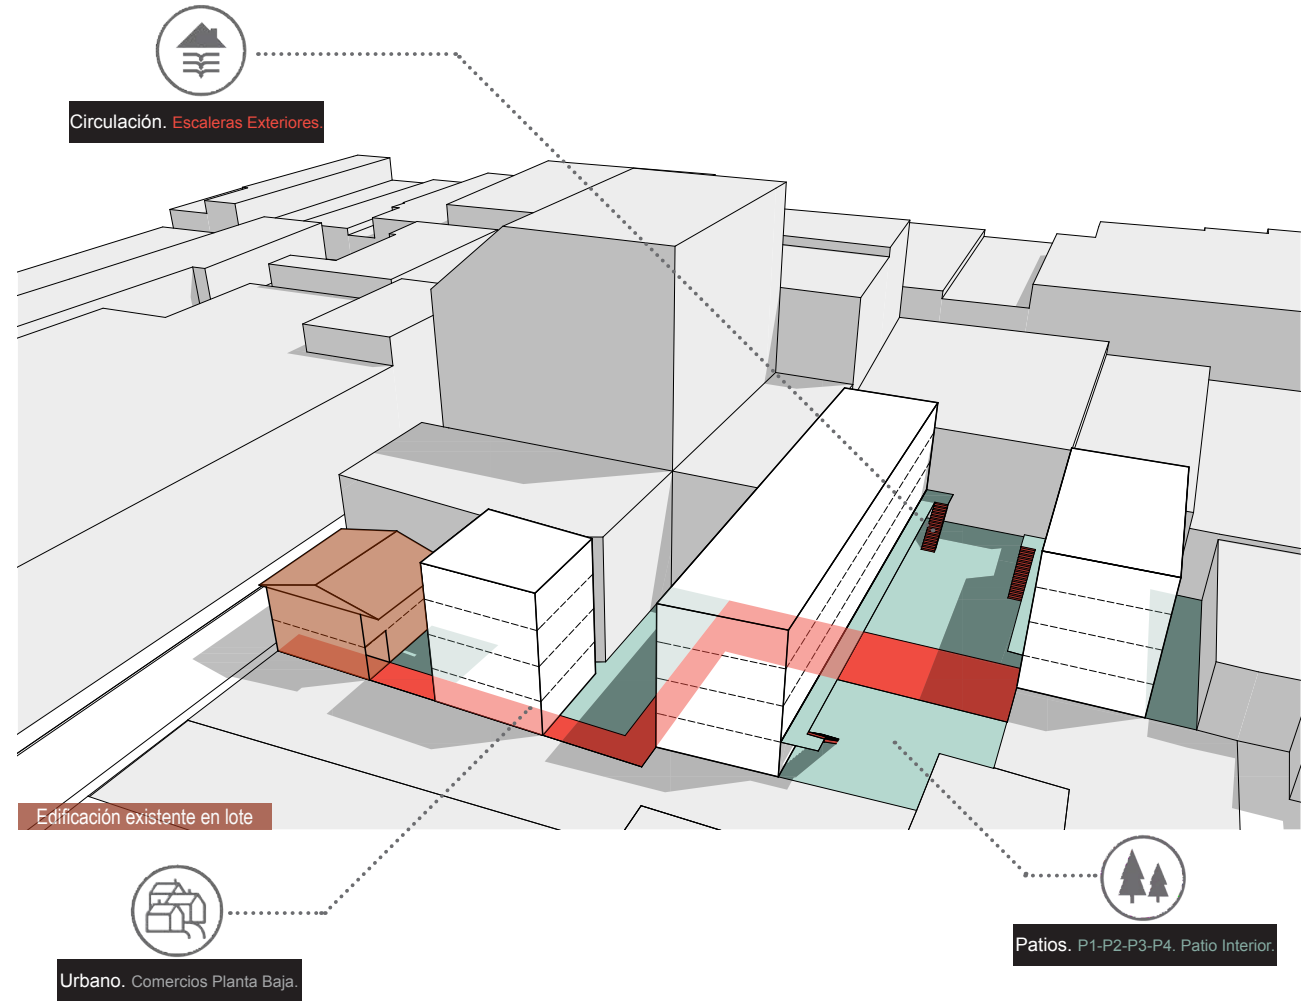 Circulación. Escaleras Exteriores.
Edificación existente en lote
Patios. P1-P2-P3-P4. Patio Interior.
Urbano. Comercios Planta Baja.